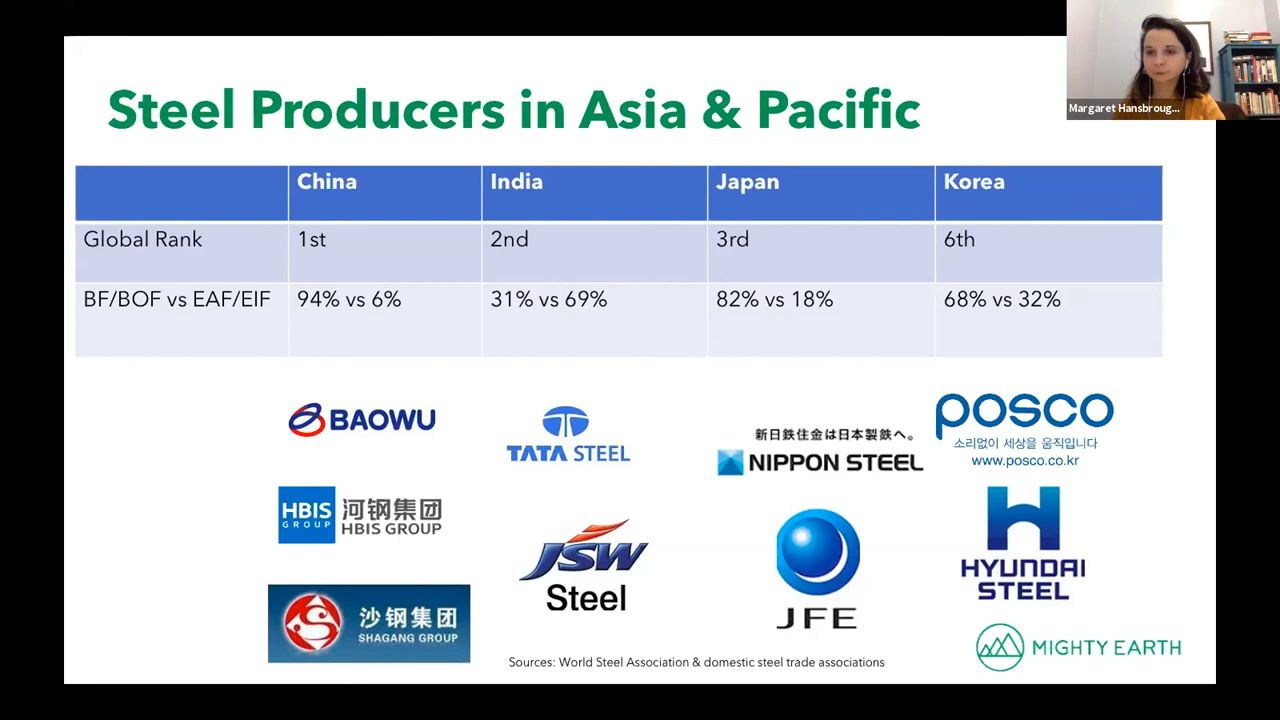 Steel Producers in Asia & Pacific
Margaret Hansbroug...
China India Japan Korea
Global Rank 1st 2nd 3rd 6th
BF/BOF vs EAF/EIF 94% vs 6% 31% vs 69% 82% vs 18% 68% vs 32%
BAOWU
TATA STEEL
新日鉄住金は日本製鉄へ。
NIPPON STEEL
posco
소리없이 세상을 움직입니다
www.posco.co.kr
HBIS
GROUP
河钢集团
HBIS GROUP
JSW
Steel
JFE
HYUNDAI
STEEL
沙钢集团
SHAGANG GROUP
MIGHTY EARTH
Sources: World Steel Association & domestic steel trade associations